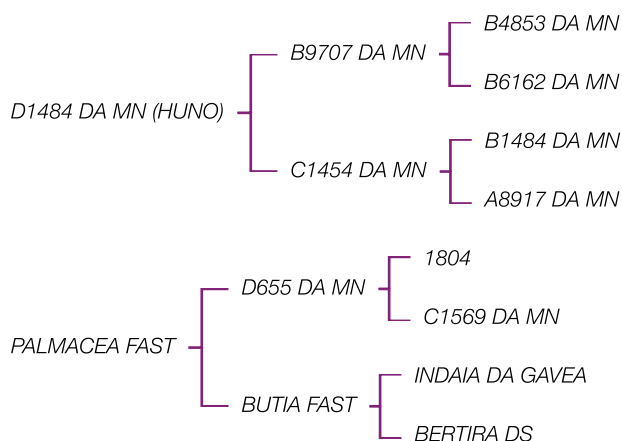 B4853 DA MN
B9707 DA MN
B6162 DA MN
D1484 DA MN (HUNO)
B1484 DA MN
C1454 DA MN
A8917 DA MN
1804
D655 DA MN
C1569 DA MN
PALMACEA FAST
INDAIA DA GAVEA
BUTIA FAST
BERTIRA DS